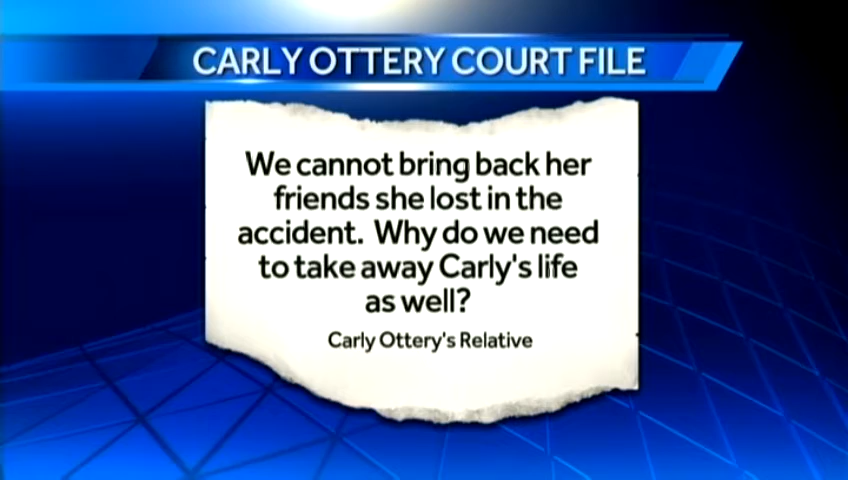 CARLY OTTERY COURT FILE
We cannot bring back her
friends she lost in the
accident. Why do we need
to take away Carly's life
as well?
Carly Ottery's Relative